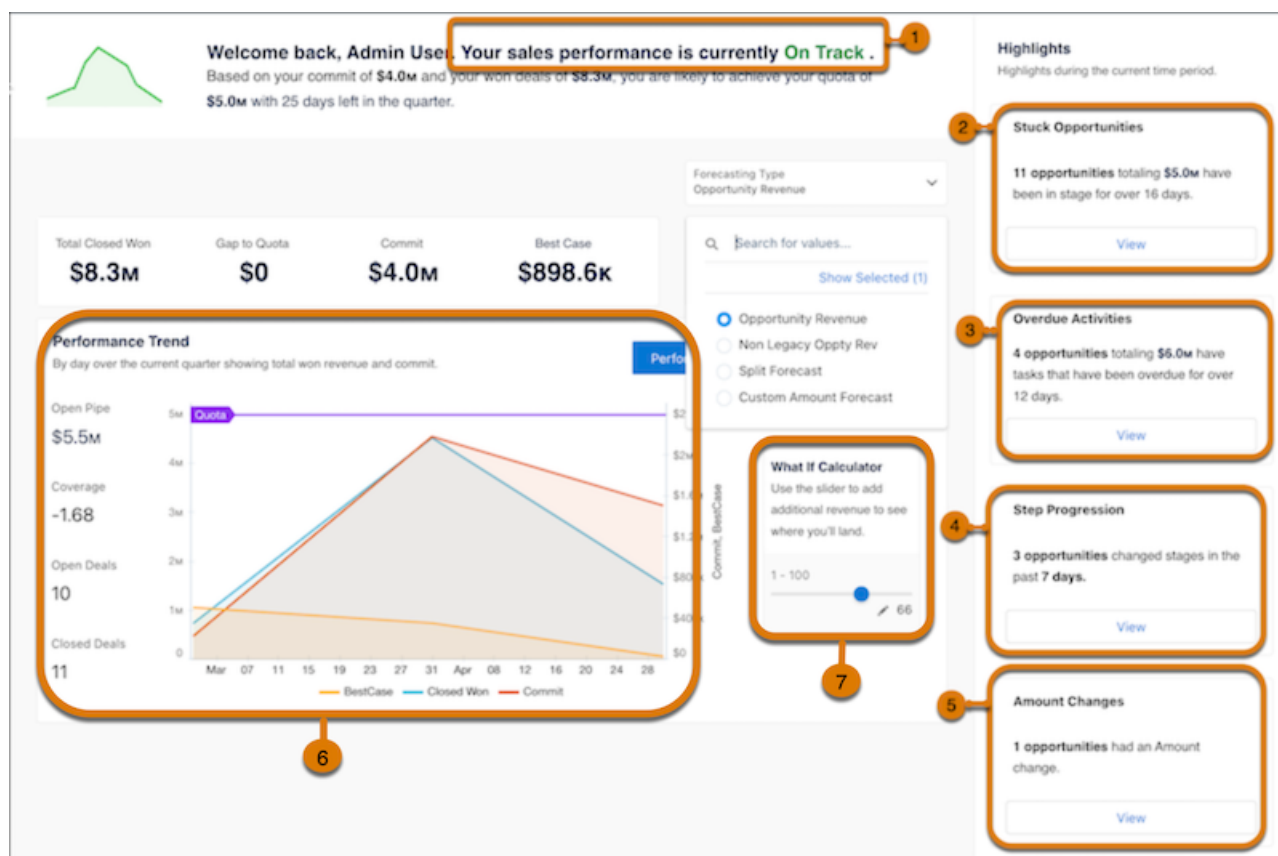 Welcome back, Admin User. Your sales performance is currently On Track .
Based on your commit of $4.0M and your won deals of $8.3M, you are likely to achieve your quota of
$5.0M with 25 days left in the quarter.
1
Forecasting Type
Opportunity Revenue
Search for values...
Show Selected (1)
Opportunity Revenue
Non Legacy Oppty Rev
Split Forecast
Custom Amount Forecast
Total Closed Won
$8.3M
Gap to Quota
$0
Commit
$4.0M
Best Case
$898.6K
Performance Trend
By day over the current quarter showing total won revenue and commit.
Perfo
Open Pipe
$5.5M
Coverage
-1.68
Open Deals
10
Closed Deals
11
Quota
5M
4M
3M
2M
1M
0
$2
$2M
$1.
$1.2
$80
$40
$0
Commit, BestCase
Mar 07 11 15 19 23 27 31 Apr 08 12 16 20 24 28
BestCase Closed Won Commit
6
What If Calculator
Use the slider to add
additional revenue to see
where you'll land.
1 - 100
66
7
Highlights
Highlights during the current time period.
2
Stuck Opportunities
11 opportunities totaling $5.0M have
been in stage for over 16 days.
View
3
Overdue Activities
4 opportunities totaling $6.0M have
tasks that have been overdue for over
12 days.
View
4
Step Progression
3 opportunities changed stages in the
past 7 days.
View
5
Amount Changes
1 opportunities had an Amount
change.
View